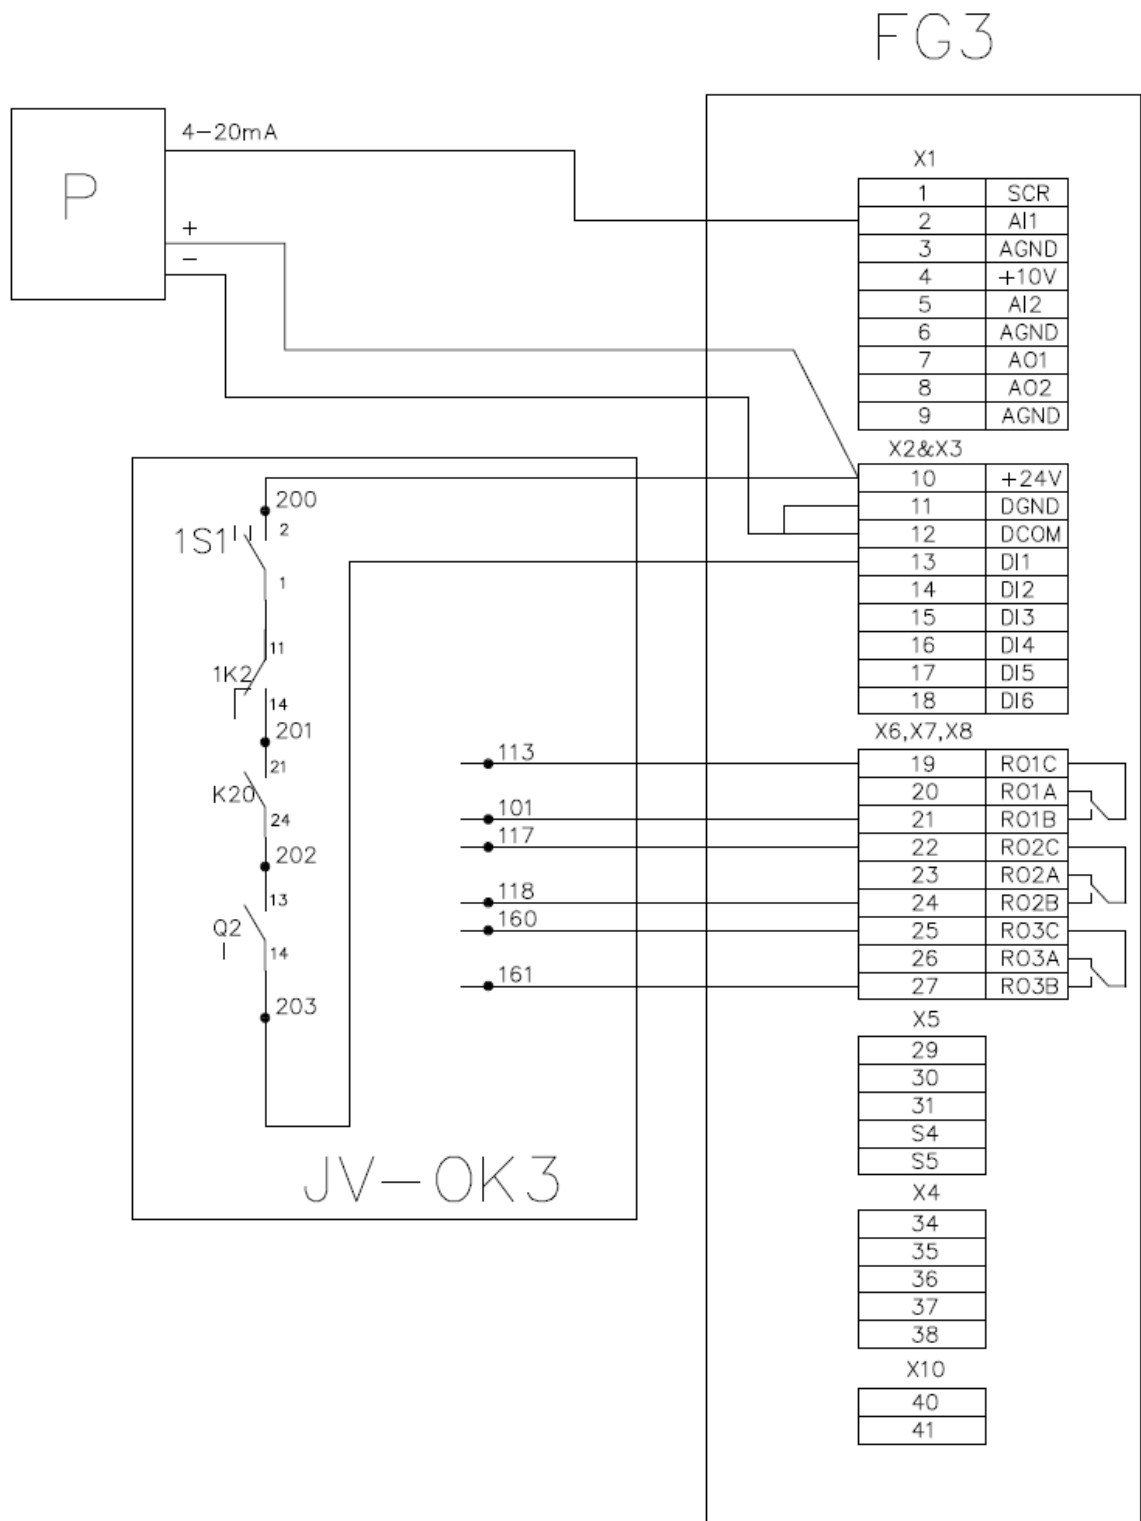 FG3
P
4-20mA
+
-
X1
1 SCR
2 AI1
3 AGND
4 +10V
5 AI2
6 AGND
7 AO1
8 AO2
9 AGND
X2&X3
10 +24V
11 DGND
12 DCOM
13 DI1
14 DI2
15 DI3
16 DI4
17 DI5
18 DI6
X6,X7,X8
19 RO1C
20 RO1A
21 RO1B
22 RO2C
23 RO2A
24 RO2B
25 RO3C
26 RO3A
27 RO3B
X5
29
30
31
S4
S5
X4
34
35
36
37
38
X10
40
41
200
2
1S1
1
11
1K2
14
201
21
K20
24
202
13
Q2
14
203
113
101
117
118
160
161
JV-OK3